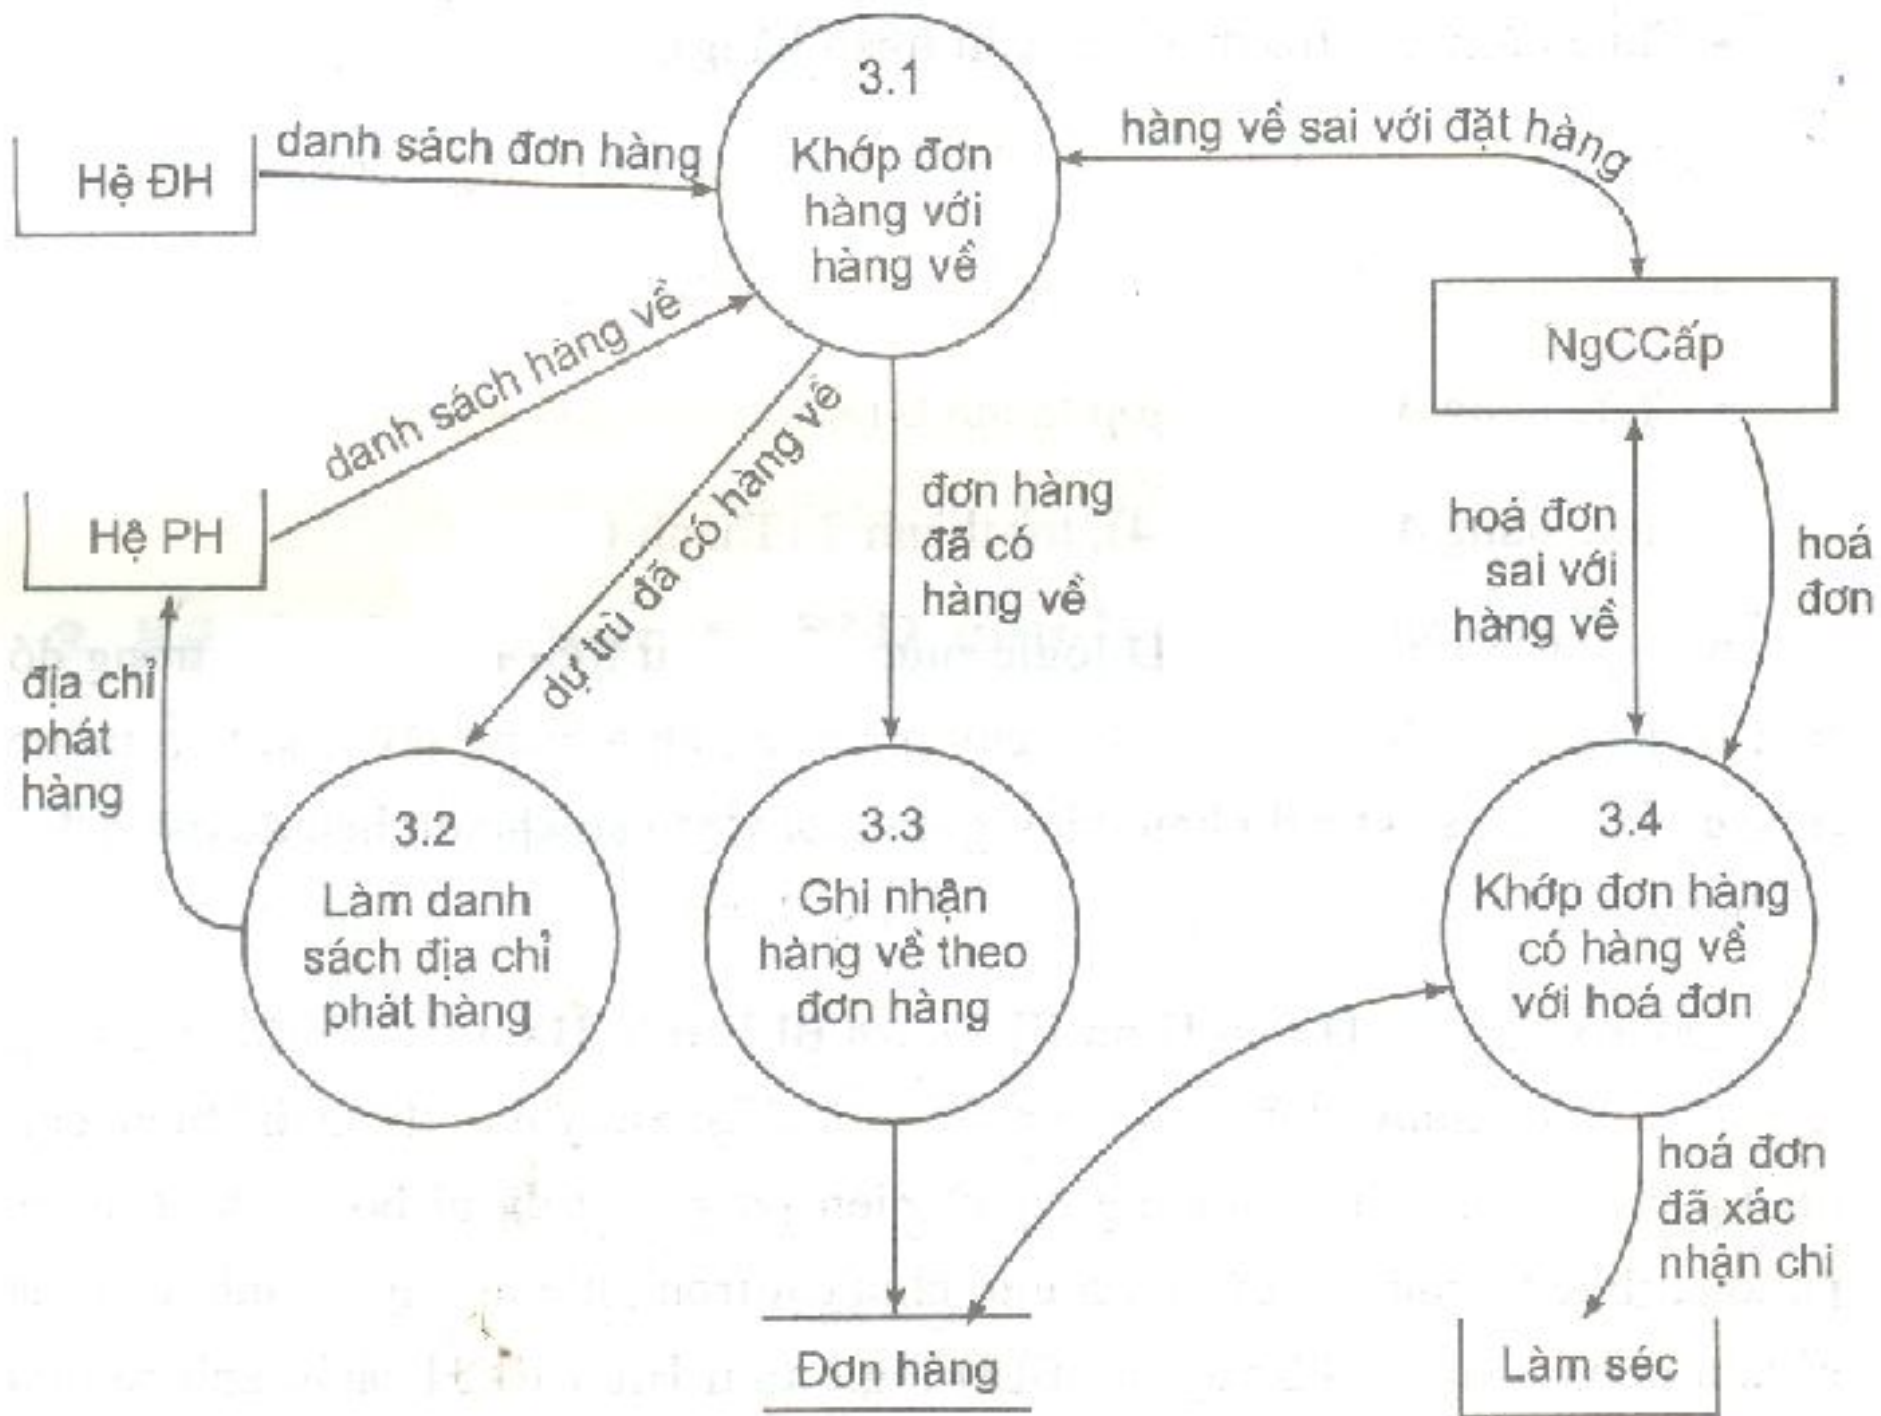 3.1
Khớp đơn
hàng với
hàng về
danh sách đơn hàng
Hệ ĐH
hàng về sai với đặt hàng
NgCCấp
danh sách hàng về
Hệ PH
dự trù đã có hàng về
đơn hàng
đã có
hàng về
hoá đơn
sai với
hàng về
hoá
đơn
địa chỉ
phát
hàng
3.2
Làm danh
sách địa chỉ
phát hàng
3.3
Ghi nhận
hàng về theo
đơn hàng
3.4
Khớp đơn hàng
có hàng về
với hoá đơn
hoá đơn
đã xác
nhận chi
Đơn hàng
Làm séc